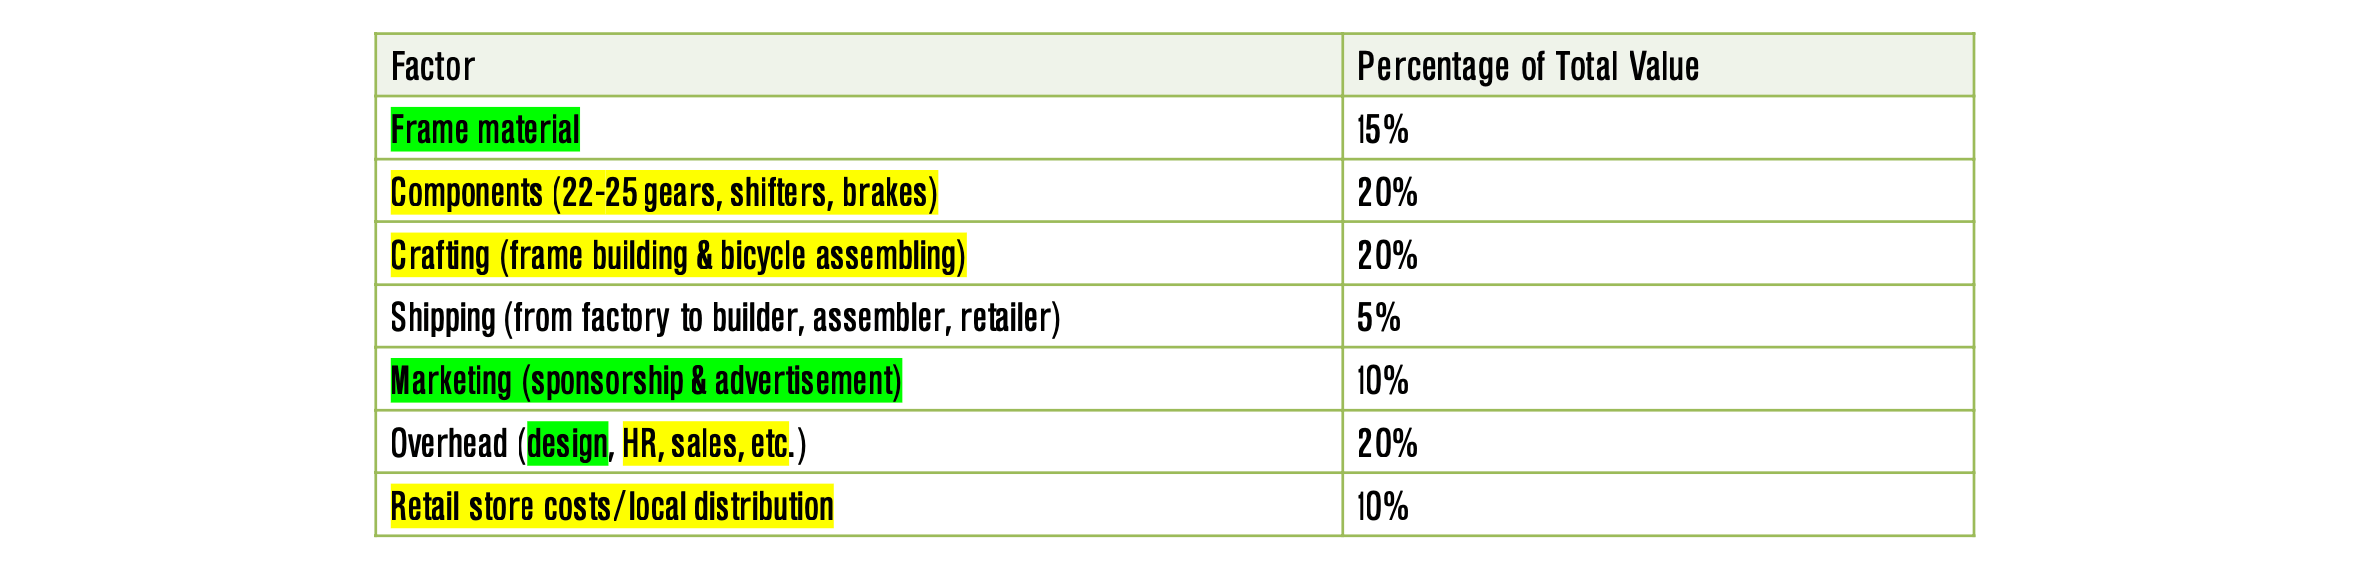 Factor Percentage of Total Value
Frame material 15%
Components (22-25 gears, shifters, brakes) 20%
Crafting (frame building & bicycle assembling) 20%
Shipping (from factory to builder, assembler, retailer) 5%
Marketing (sponsorship & advertisement) 10%
Overhead (design, HR, sales, etc.) 20%
Retail store costs/local distribution 10%